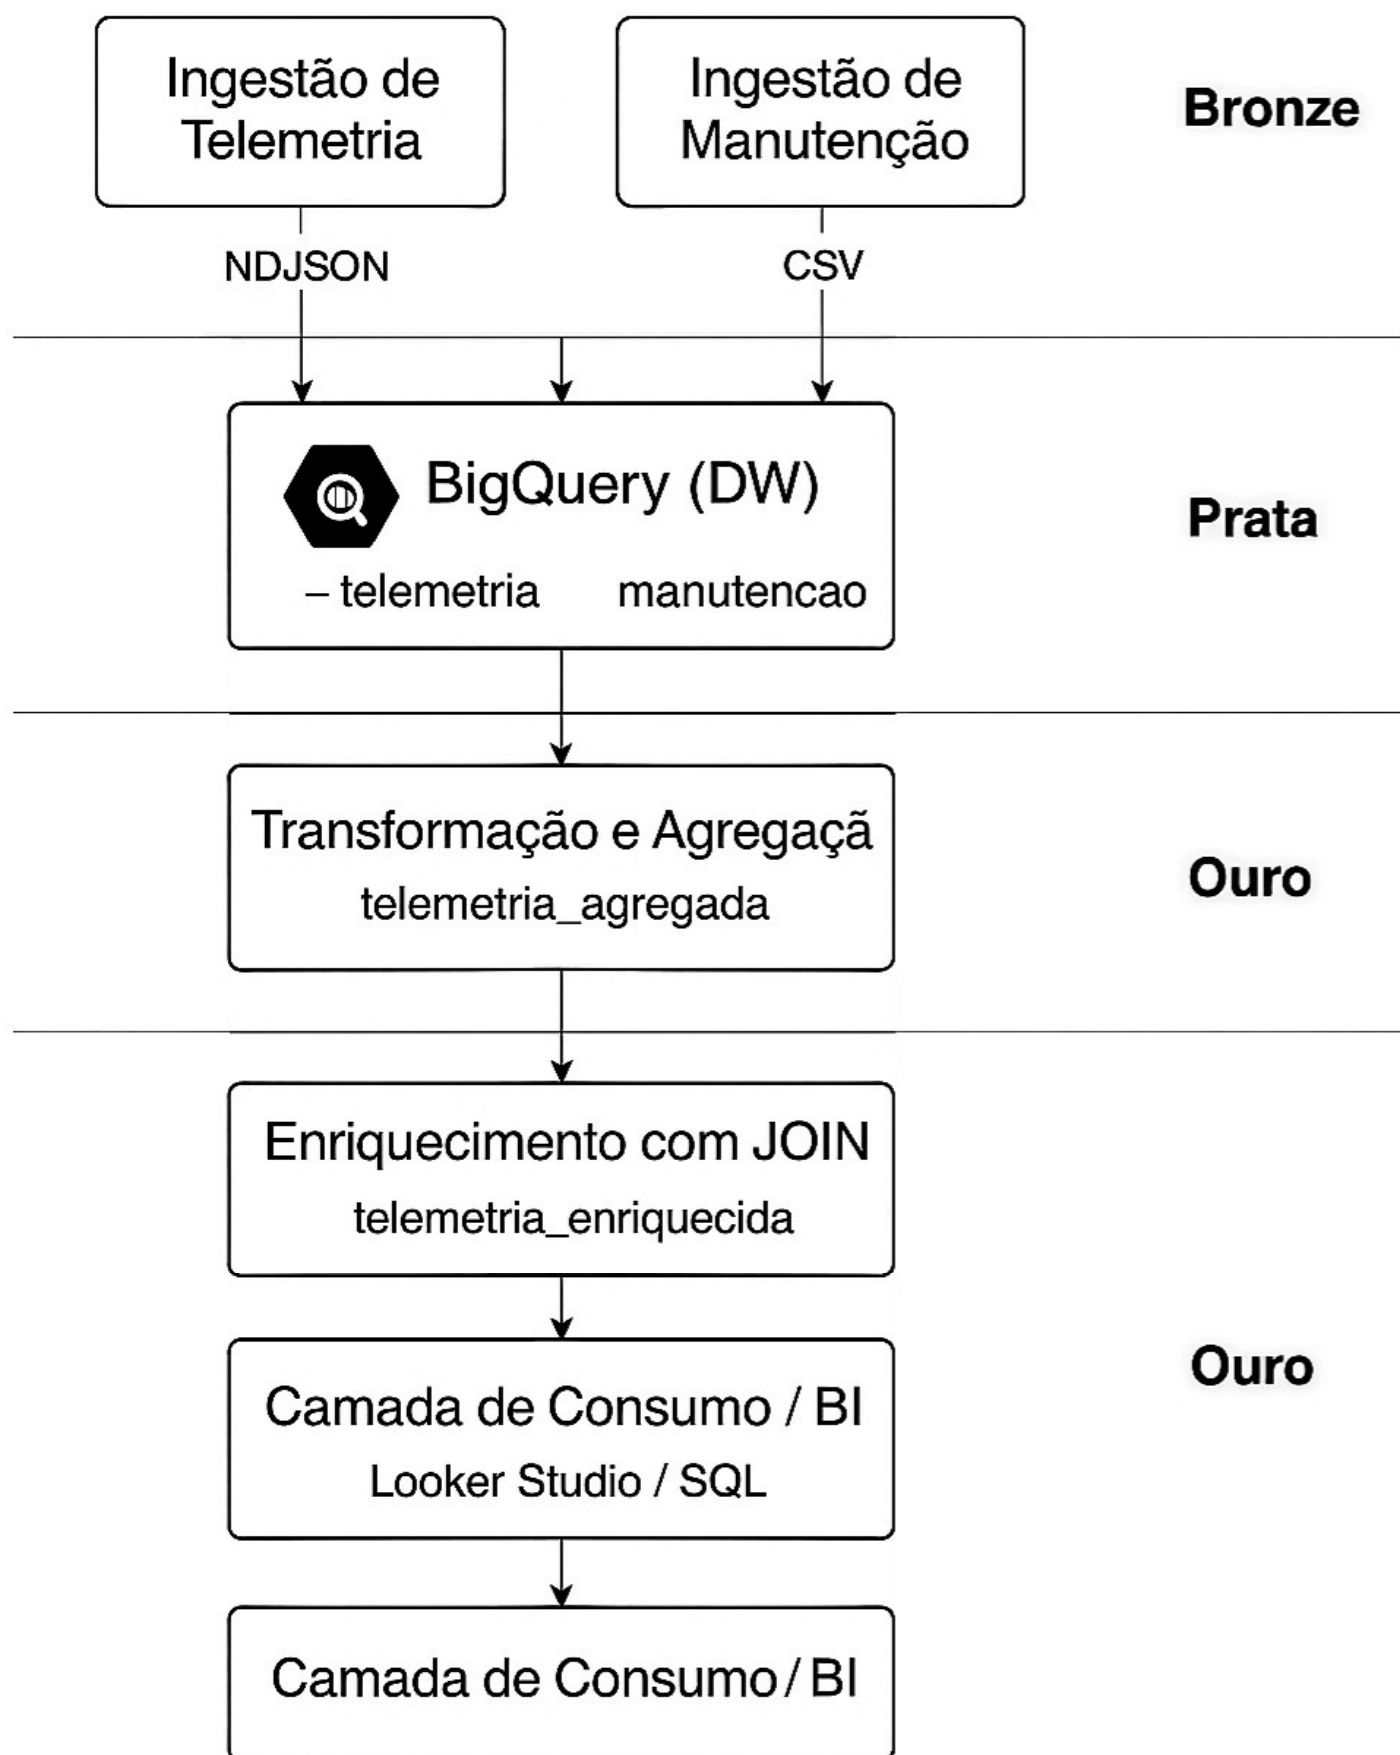 Ingestão de
Telemetria
Ingestão de
Manutenção
Bronze
NDJSON
CSV
BigQuery (DW)
Prata
– telemetria manutencao
Transformação e Agregaçã
telemetria_agregada
Ouro
Enriquecimento com JOIN
telemetria_enriquecida
Camada de Consumo / BI
Looker Studio / SQL
Ouro
Camada de Consumo / BI